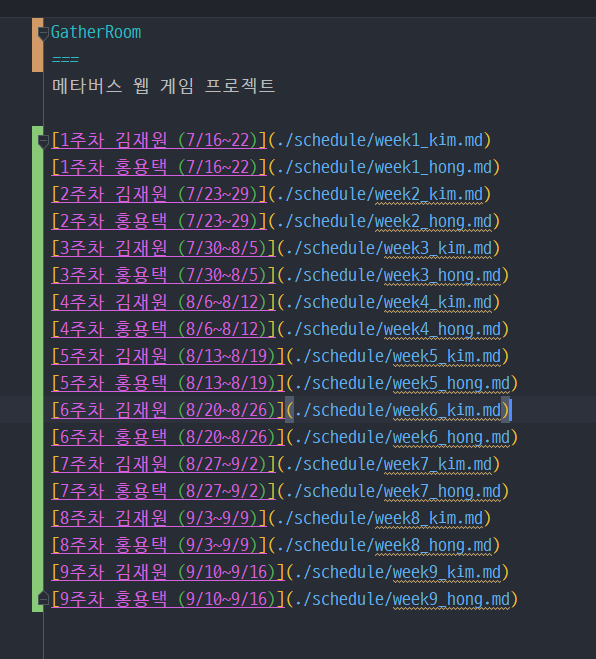 GatherRoom
===
메타버스 웹 게임 프로젝트
[1주차 김재원 (7/16~22)](./schedule/week1_kim.md)
[1주차 홍용택 (7/16~22)](./schedule/week1_hong.md)
[2주차 김재원 (7/23~29)](./schedule/week2_kim.md)
[2주차 홍용택 (7/23~29)](./schedule/week2_hong.md)
[3주차 김재원 (7/30~8/5)](./schedule/week3_kim.md)
[3주차 홍용택 (7/30~8/5)](./schedule/week3_hong.md)
[4주차 김재원 (8/6~8/12)](./schedule/week4_kim.md)
[4주차 홍용택 (8/6~8/12)](./schedule/week4_hong.md)
[5주차 김재원 (8/13~8/19)](./schedule/week5_kim.md)
[5주차 홍용택 (8/13~8/19)](./schedule/week5_hong.md)
[6주차 김재원 (8/20~8/26)](./schedule/week6_kim.md)
[6주차 홍용택 (8/20~8/26)](./schedule/week6_hong.md)
[7주차 김재원 (8/27~9/2)](./schedule/week7_kim.md)
[7주차 홍용택 (8/27~9/2)](./schedule/week7_hong.md)
[8주차 김재원 (9/3~9/9)](./schedule/week8_kim.md)
[8주차 홍용택 (9/3~9/9)](./schedule/week8_hong.md)
[9주차 김재원 (9/10~9/16)](./schedule/week9_kim.md)
[9주차 홍용택 (9/10~9/16)](./schedule/week9_hong.md)